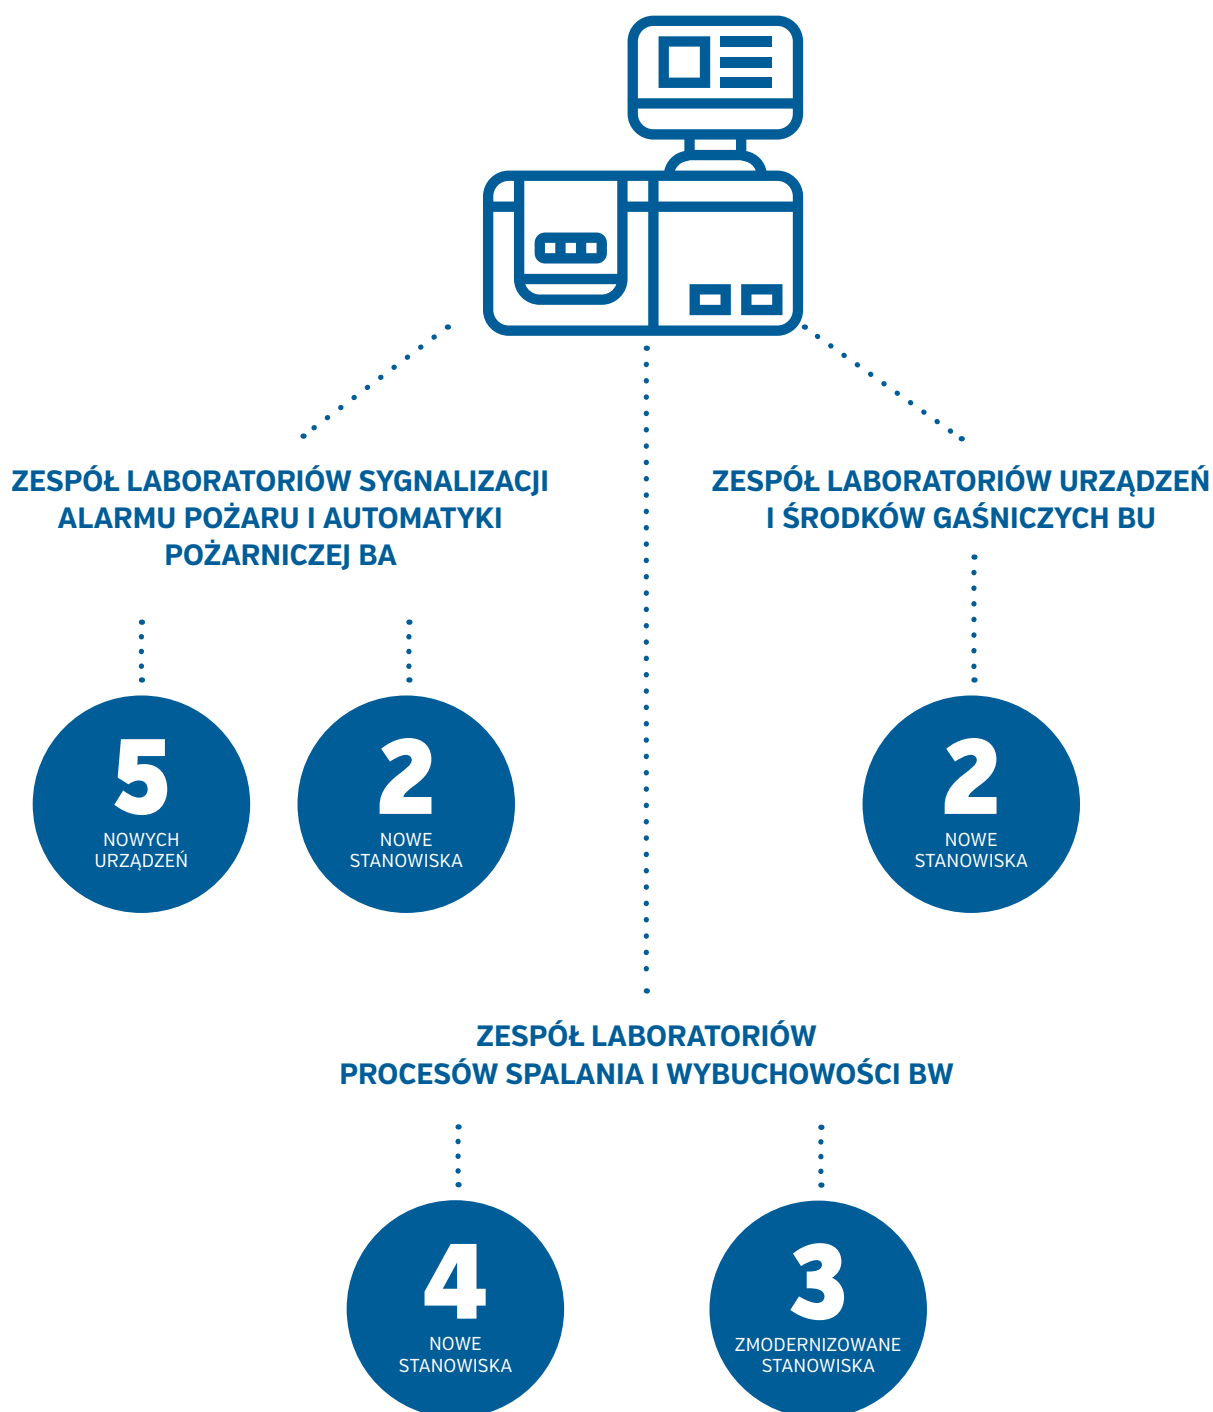 ZESPÓŁ LABORATORIÓW SYGNALIZACJI
ALARMU POŻARU I AUTOMATYKI
POŻARNICZEJ BA
5
NOWYCH
URZĄDZEŃ
2
NOWE
STANOWISKA
ZESPÓŁ LABORATORIÓW URZĄDZEŃ
I ŚRODKÓW GAŚNICZYCH BU
2
NOWE
STANOWISKA
ZESPÓŁ LABORATORIÓW
PROCESÓW SPALANIA I WYBUCHOWOŚCI BW
4
NOWE
STANOWISKA
3
ZMODERNIZOWANE
STANOWISKA